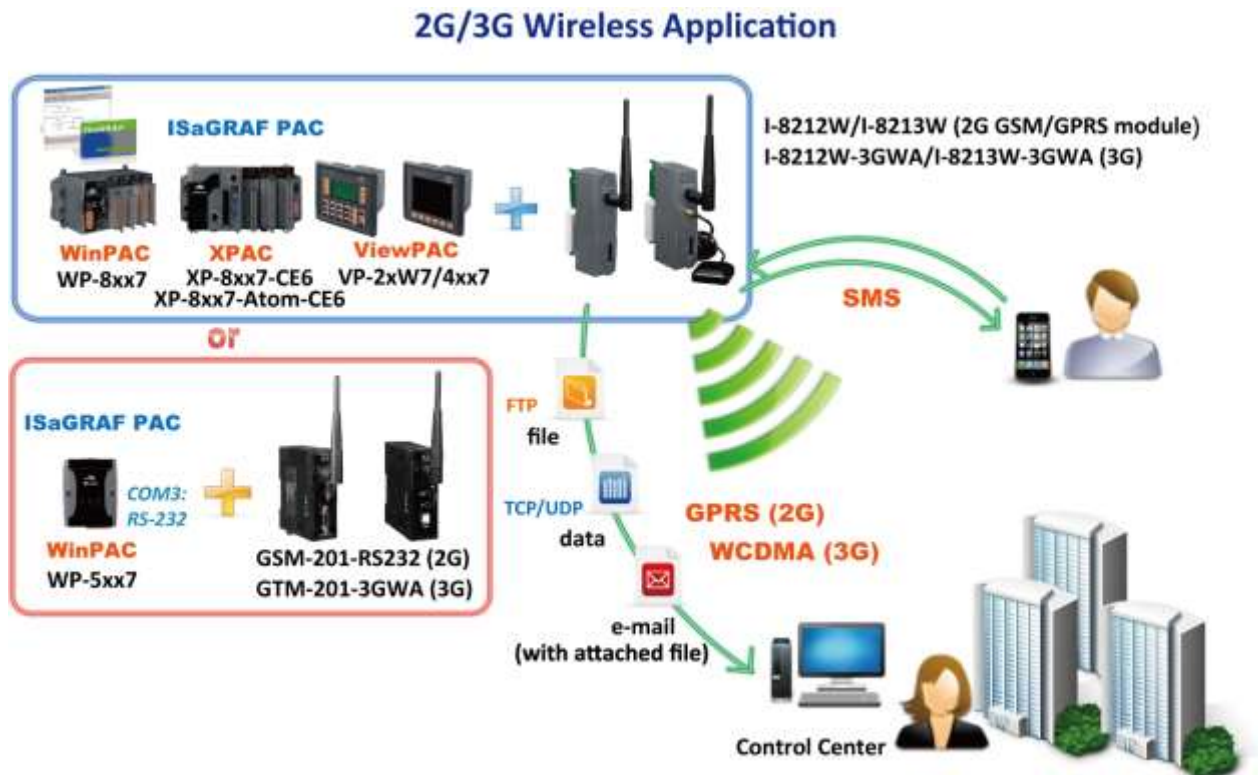 2G/3G Wireless Application
ISaGRAF PAC
I-8212W/I-8213W (2G GSM/GPRS module)
I-8212W-3GWA/I-8213W-3GWA (3G)
WinPAC
WP-8xx7
XPAC
XP-8xx7-CE6
XP-8xx7-Atom-CE6
ViewPAC
VP-2xW7/4xx7
SMS
or
ISaGRAF PAC
COM3:
RS-232
WinPAC
WP-5xx7
GSM-201-RS232 (2G)
GTM-201-3GWA (3G)
FTP
file
TCP/UDP
data
e-mail
(with attached file)
GPRS (2G)
WCDMA (3G)
Control Center